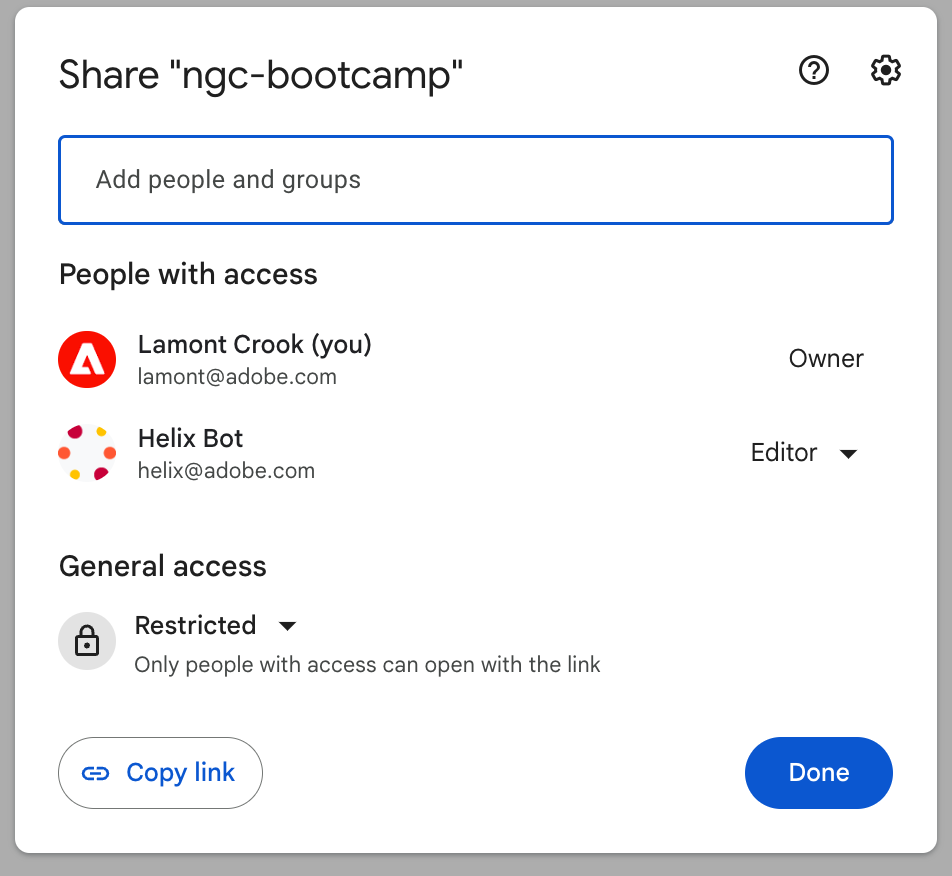 Share "ngc-bootcamp"
Add people and groups
People with access
Lamont Crook (you)
lamont@adobe.com
Owner
Helix Bot
helix@adobe.com
Editor
General access
Restricted
Only people with access can open with the link
Copy link
Done